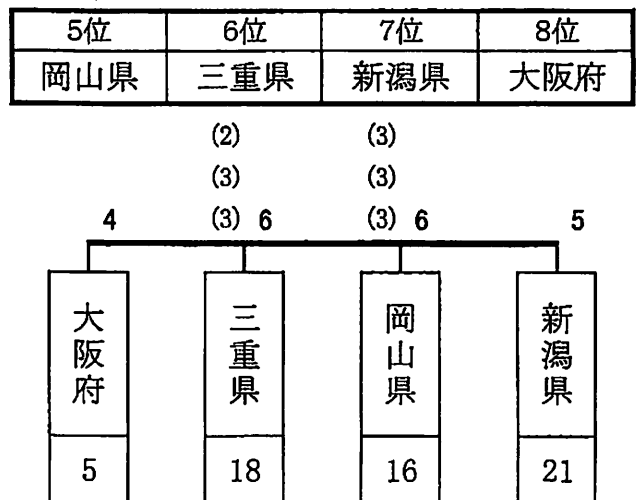 5位 6位 7位 8位
岡山県 三重県 新潟県 大阪府
(2) (3)
(3) (3)
4 (3) 6 (3) 6 5
大阪府 三重県 岡山県 新潟県
5 18 16 21